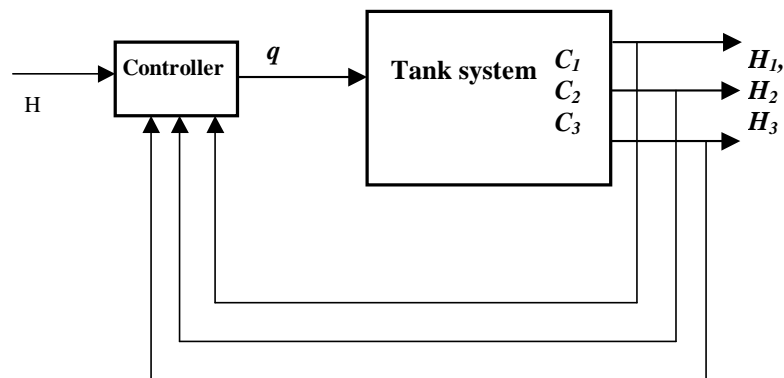 q
Controller
H
Tank system
C1
C2
C3
H1,
H2
H3